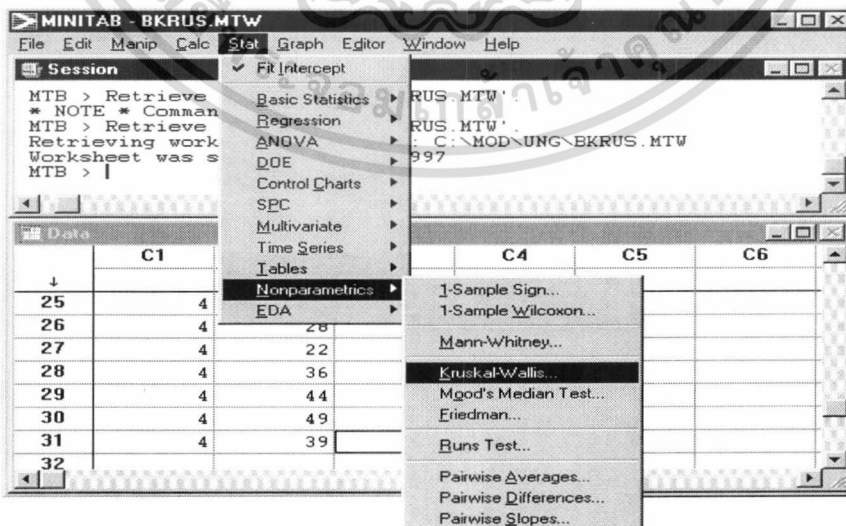 MINITAB - BKRUS.MTW
File Edit Manip Calc Stat Graph Editor Window Help
Session
MTB > Retrieve RUS.MTW'.
* NOTE * Comman
MTB > Retrieve RUS.MTW'.
Retrieving work : C:\MOD\UNG\BKRUS.MTW
Worksheet was s 997
MTB >
Fit Intercept
Basic Statistics
Regression
ANOVA
DOE
Control Charts
SPC
Multivariate
Time Series
Tables
Nonparametrics
EDA
1-Sample Sign...
1-Sample Wilcoxon...
Mann-Whitney...
Kruskal-Wallis...
Mood's Median Test...
Friedman...
Runs Test...
Pairwise Averages...
Pairwise Differences...
Pairwise Slopes...
Data
C1 C4 C5 C6
25 4
26 4 28
27 4 22
28 4 36
29 4 44
30 4 49
31 4 39
32